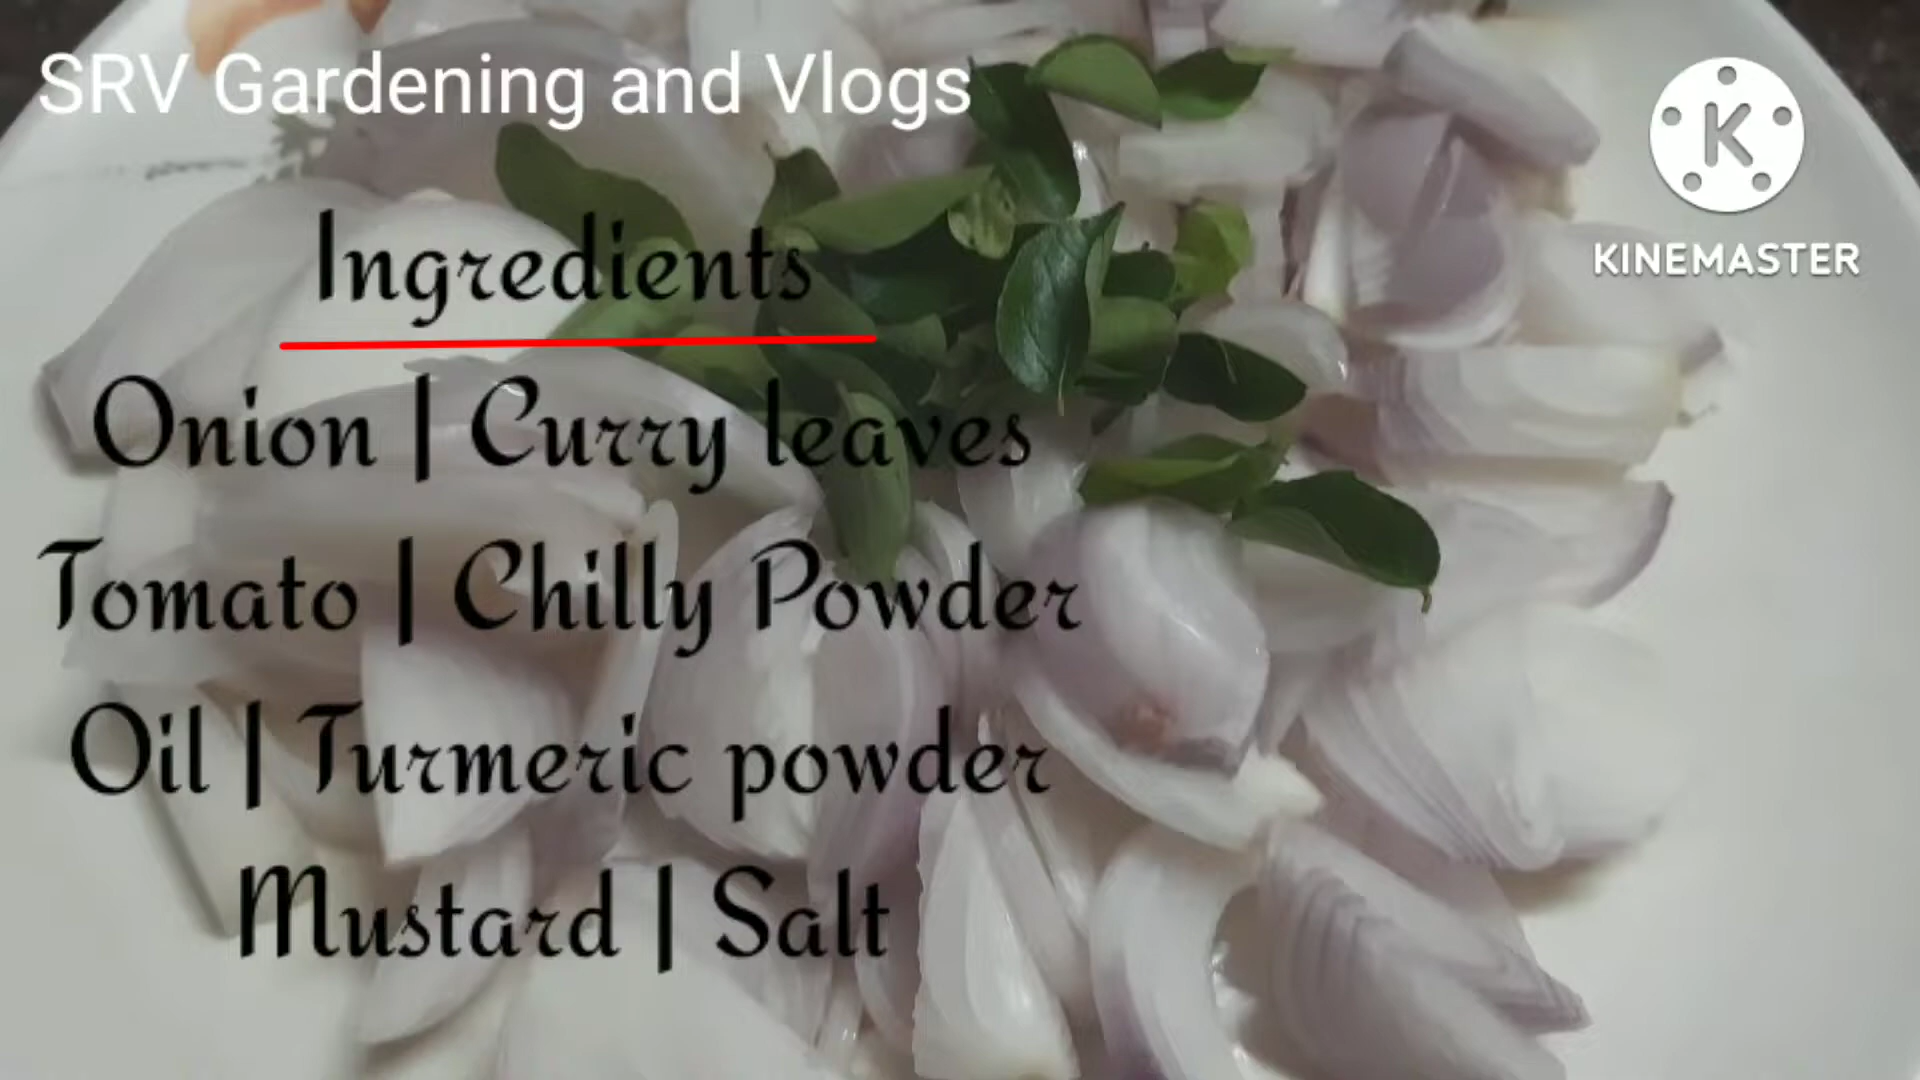 SRV Gardening and Vlogs
K
KINEMASTER
Ingredients
Onion | Curry leaves
Tomato | Chilly Powder
Oil | Turmeric powder
Mustard | Salt